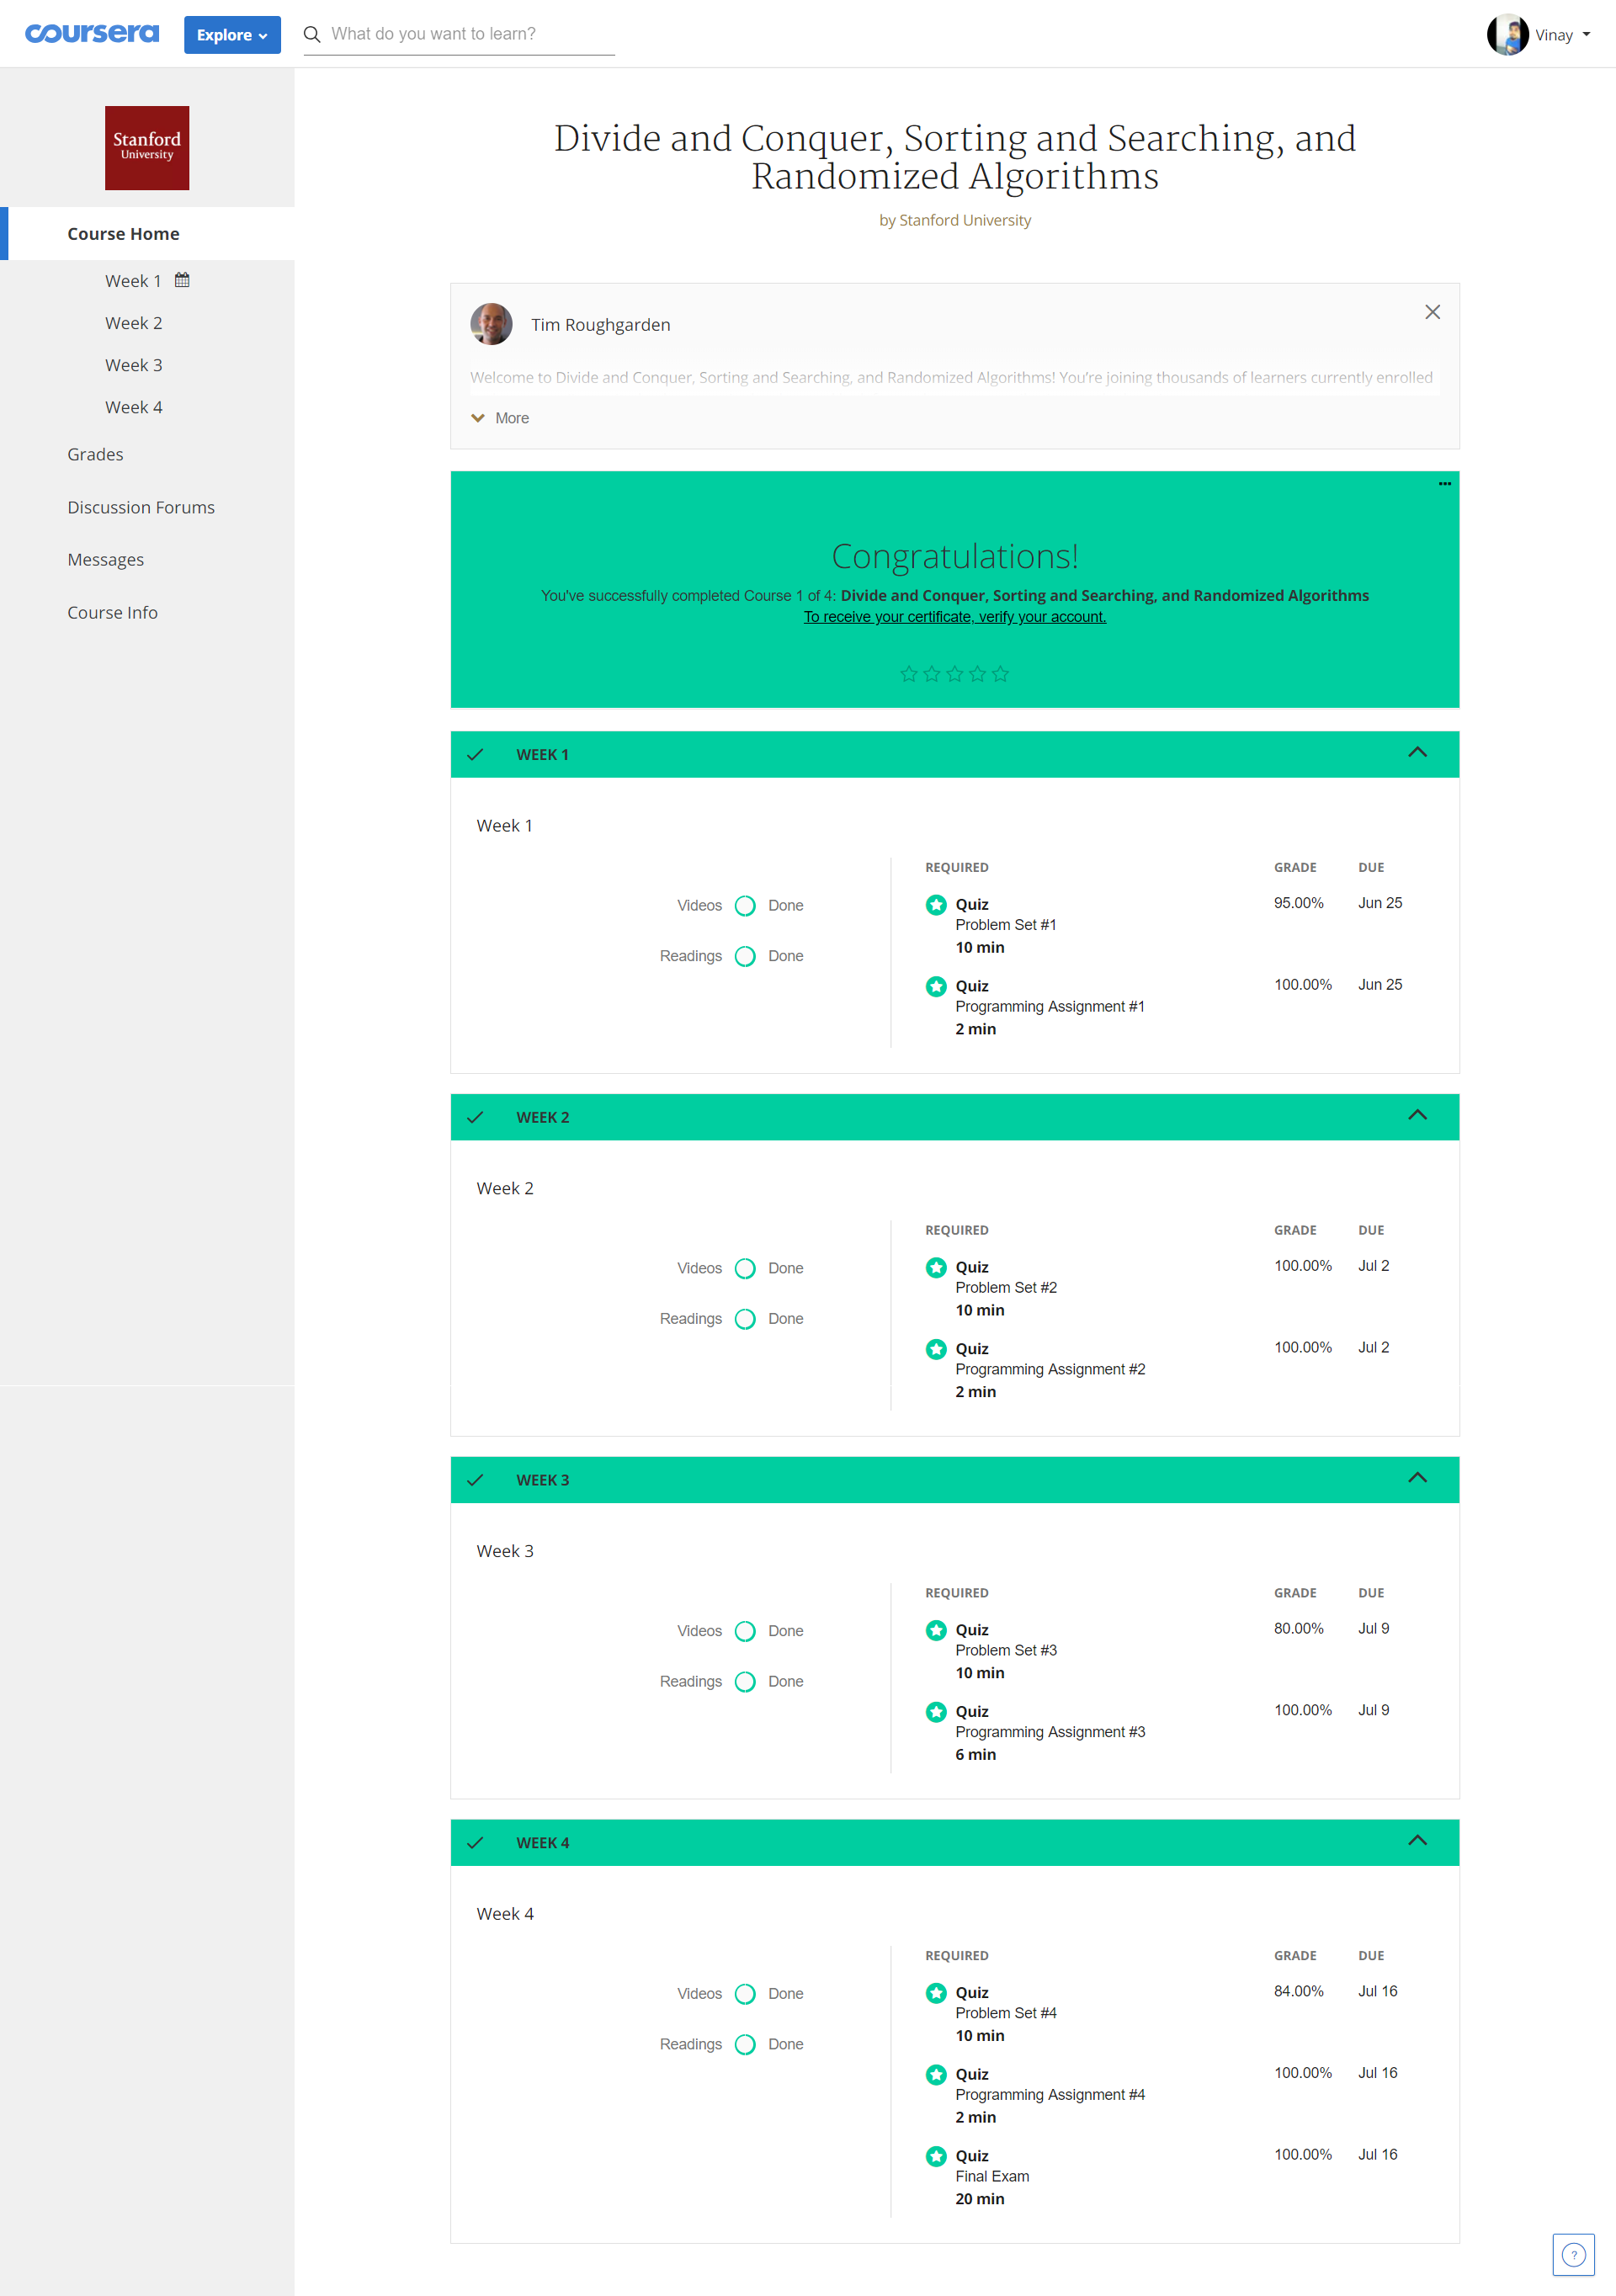 coursera
Explore
What do you want to learn?
Vinay
Stanford
University
Course Home
Week 1
Week 2
Week 3
Week 4
Grades
Discussion Forums
Messages
Course Info
Divide and Conquer, Sorting and Searching, and
Randomized Algorithms
by Stanford University
Tim Roughgarden
Welcome to Divide and Conquer, Sorting and Searching, and Randomized Algorithms! You're joining thousands of learners currently enrolled
More
Congratulations!
You've successfully completed Course 1 of 4: Divide and Conquer, Sorting and Searching, and Randomized Algorithms
To receive your certificate, verify your account.
WEEK 1
Week 1
Videos Done
Readings Done
REQUIRED GRADE DUE
Quiz 95.00% Jun 25
Problem Set #1
10 min
Quiz 100.00% Jun 25
Programming Assignment #1
2 min
WEEK 2
Week 2
Videos Done
Readings Done
REQUIRED GRADE DUE
Quiz 100.00% Jul 2
Problem Set #2
10 min
Quiz 100.00% Jul 2
Programming Assignment #2
2 min
WEEK 3
Week 3
Videos Done
Readings Done
REQUIRED GRADE DUE
Quiz 80.00% Jul 9
Problem Set #3
10 min
Quiz 100.00% Jul 9
Programming Assignment #3
6 min
WEEK 4
Week 4
Videos Done
Readings Done
REQUIRED GRADE DUE
Quiz 84.00% Jul 16
Problem Set #4
10 min
Quiz 100.00% Jul 16
Programming Assignment #4
2 min
Quiz 100.00% Jul 16
Final Exam
20 min
?